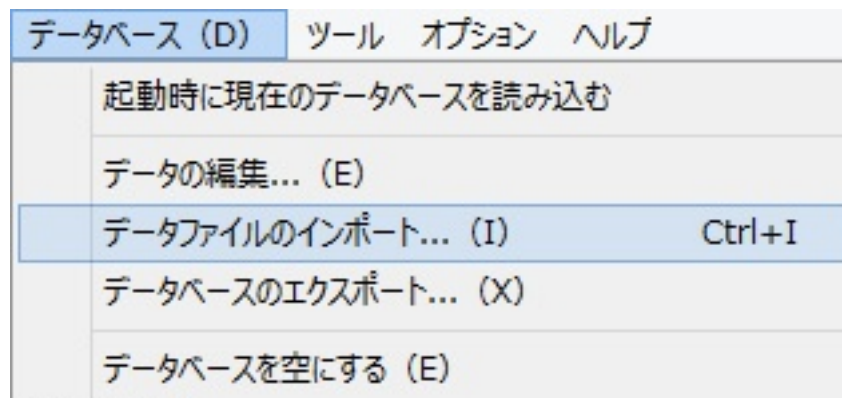 データベース（D） ツール オプション ヘルプ
起動時に現在のデータベースを読み込む
データの編集...（E）
データファイルのインポート...（I） Ctrl+I
データベースのエクスポート...（X）
データベースを空にする（E）